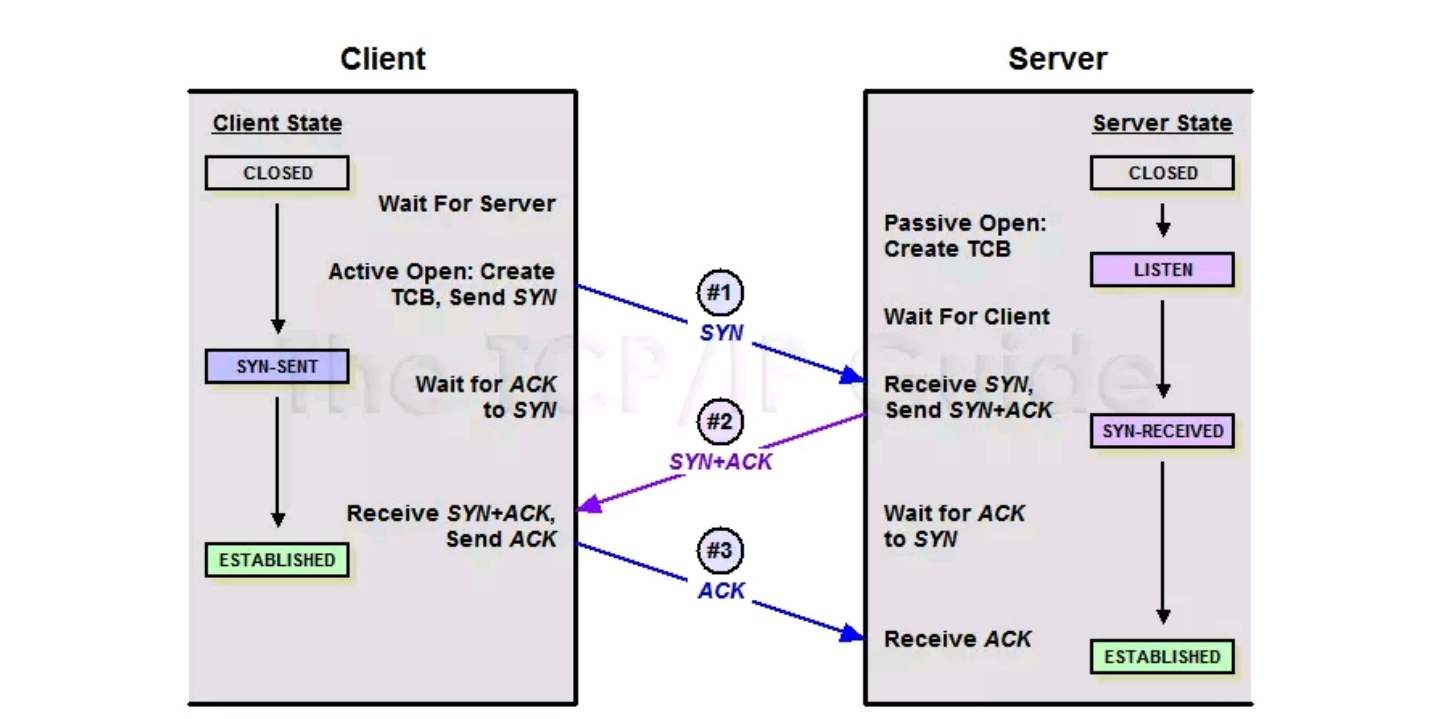 Client
Server
Client State
CLOSED
Wait For Server
Active Open: Create
TCB, Send SYN
SYN-SENT
Wait for ACK
to SYN
Receive SYN+ACK,
Send ACK
ESTABLISHED
#1
SYN
#2
SYN+ACK
#3
ACK
Server State
CLOSED
Passive Open:
Create TCB
LISTEN
Wait For Client
Receive SYN,
Send SYN+ACK
SYN-RECEIVED
Wait for ACK
to SYN
Receive ACK
ESTABLISHED
The TCP/IP Guide